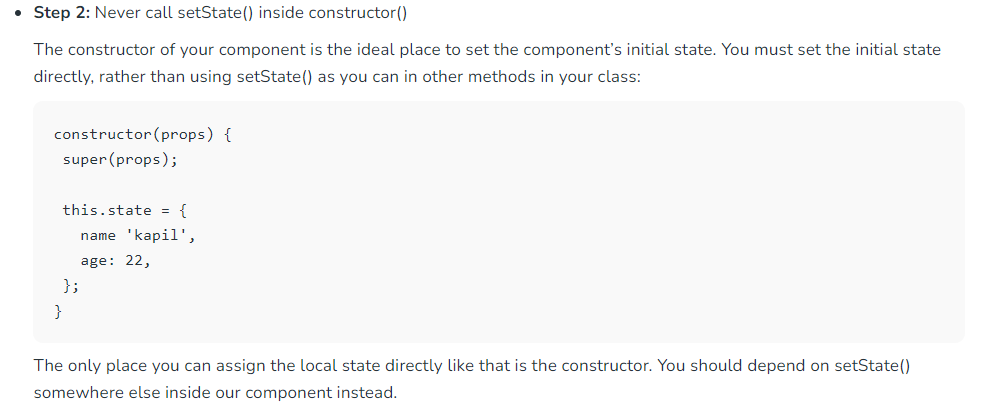 • Step 2: Never call setState() inside constructor()
The constructor of your component is the ideal place to set the component’s initial state. You must set the initial state
directly, rather than using setState() as you can in other methods in your class:
constructor(props) {
 super(props);
 this.state = {
   name 'kapil',
   age: 22,
 };
}
The only place you can assign the local state directly like that is the constructor. You should depend on setState()
somewhere else inside our component instead.